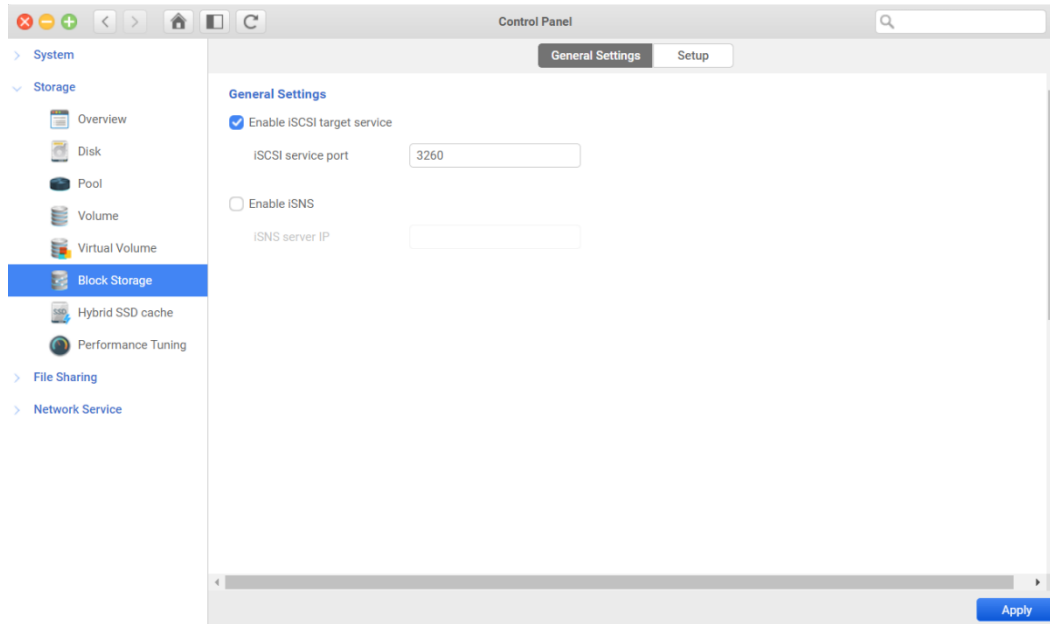 Control Panel
System
Storage
Overview
Disk
Pool
Volume
Virtual Volume
Block Storage
SSD
Hybrid SSD cache
Performance Tuning
File Sharing
Network Service
General Settings
Setup
General Settings
Enable iSCSI target service
iSCSI service port
3260
Enable iSNS
iSNS server IP
Apply